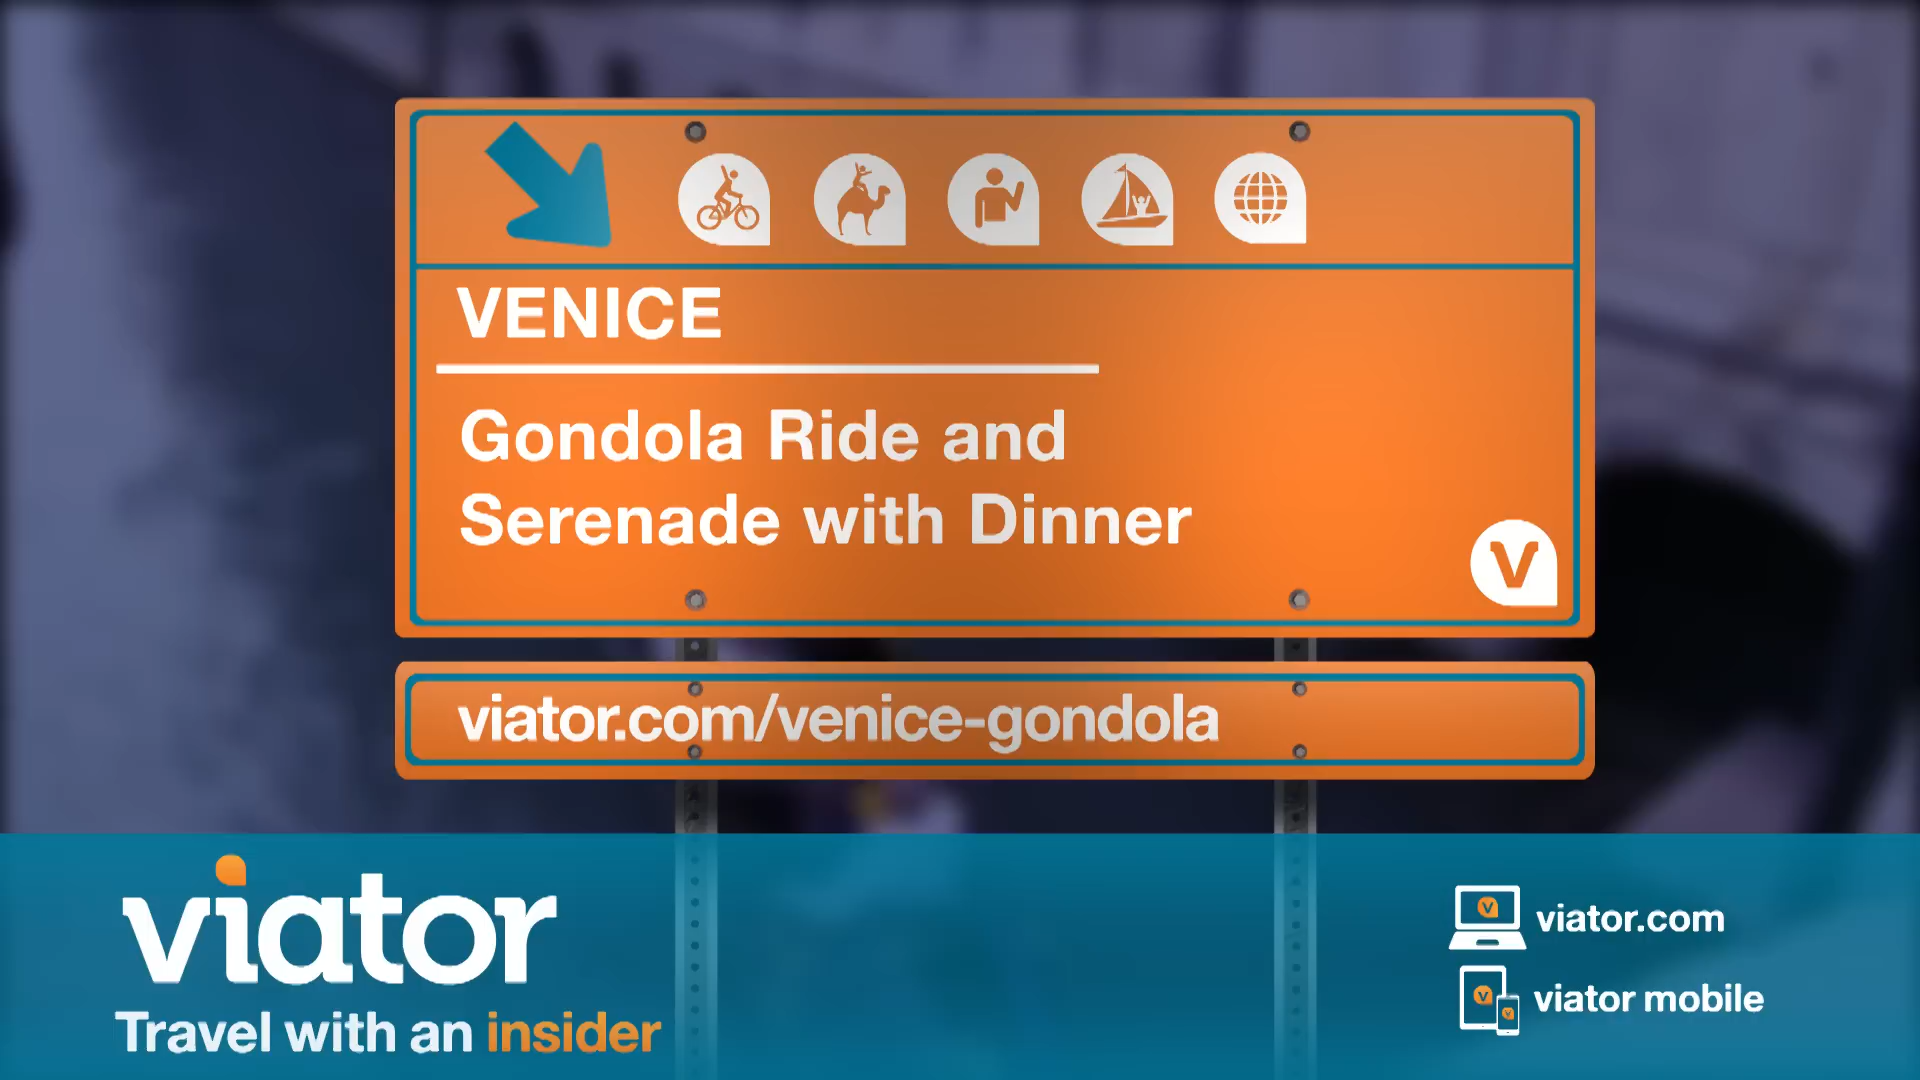 VENICE
Gondola Ride and
Serenade with Dinner
V
viator.com/venice-gondola
viator
Travel with an insider
V
viator.com
V
V
viator mobile